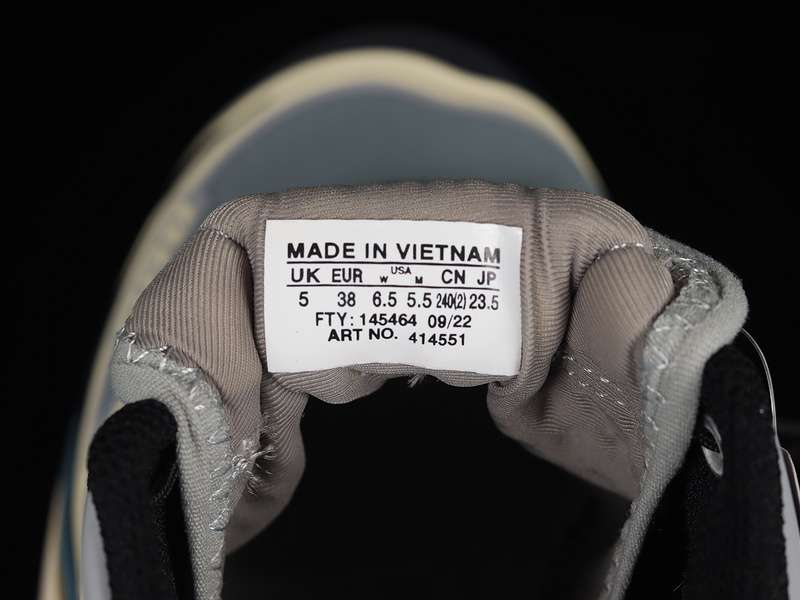 MADE IN VIETNAM
UK EUR W USA M CN JP
5 38 6.5 5.5 240(2) 23.5
FTY: 145464 09/22
ART NO. 414551